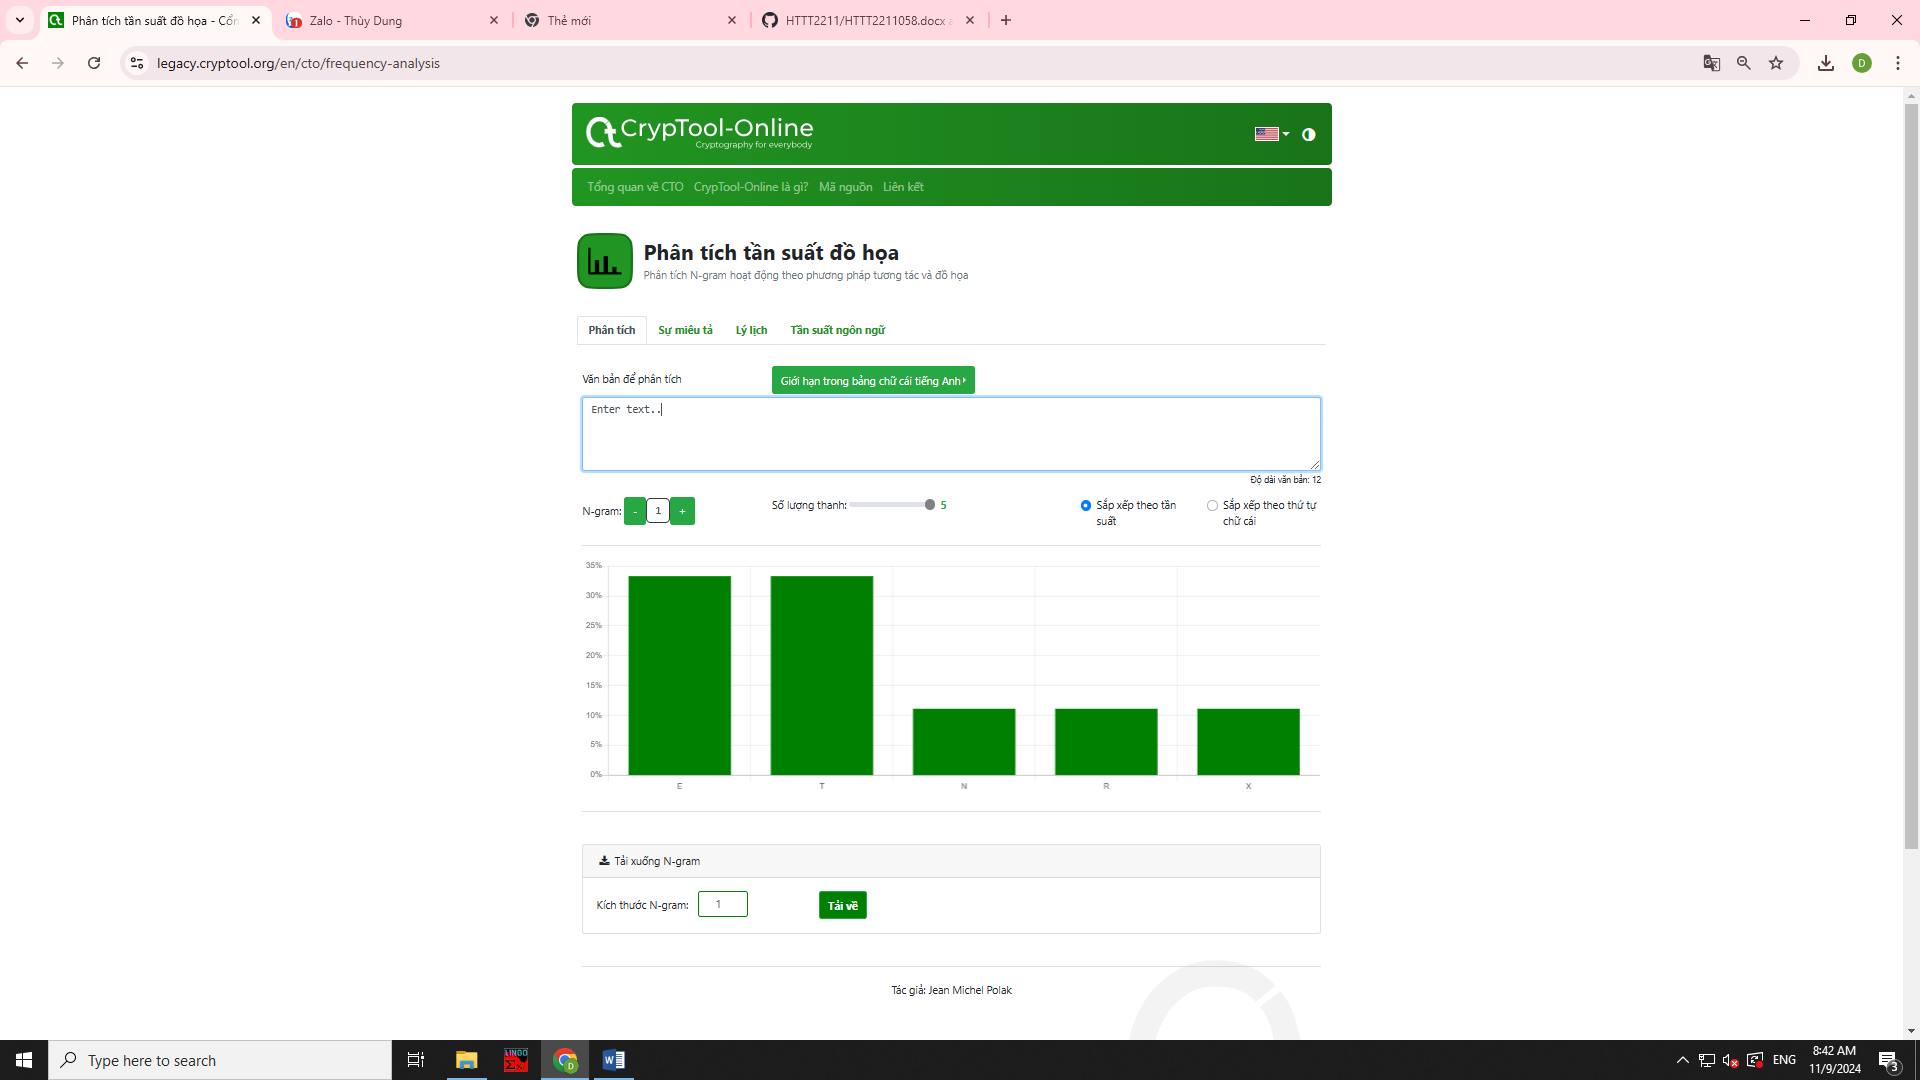 Phân tích tần suất đồ họa - Cổn
Zalo - Thùy Dung
Thẻ mới
HTTT2211/HTTT2211058.docx a
legacy.cryptool.org/en/cto/frequency-analysis
D
CrypTool-Online
Cryptography for everybody
Tổng quan về CTO CrypTool-Online là gì? Mã nguồn Liên kết
Phân tích tần suất đồ họa
Phân tích N-gram hoạt động theo phương pháp tương tác và đồ họa
Phân tích Sự miêu tả Lý lịch Tần suất ngôn ngữ
Văn bản để phân tích
Giới hạn trong bảng chữ cái tiếng Anh
Enter text..
Độ dài văn bản: 12
N-gram: - 1 +
Số lượng thanh: 5
Sắp xếp theo tần suất
Sắp xếp theo thứ tự chữ cái
35%
30%
25%
20%
15%
10%
5%
0%
E T N R X
Tải xuống N-gram
Kích thước N-gram: 1 Tải về
Tác giả: Jean Michel Polak
Type here to search
LINGO
D
ENG
8:42 AM
11/9/2024
3